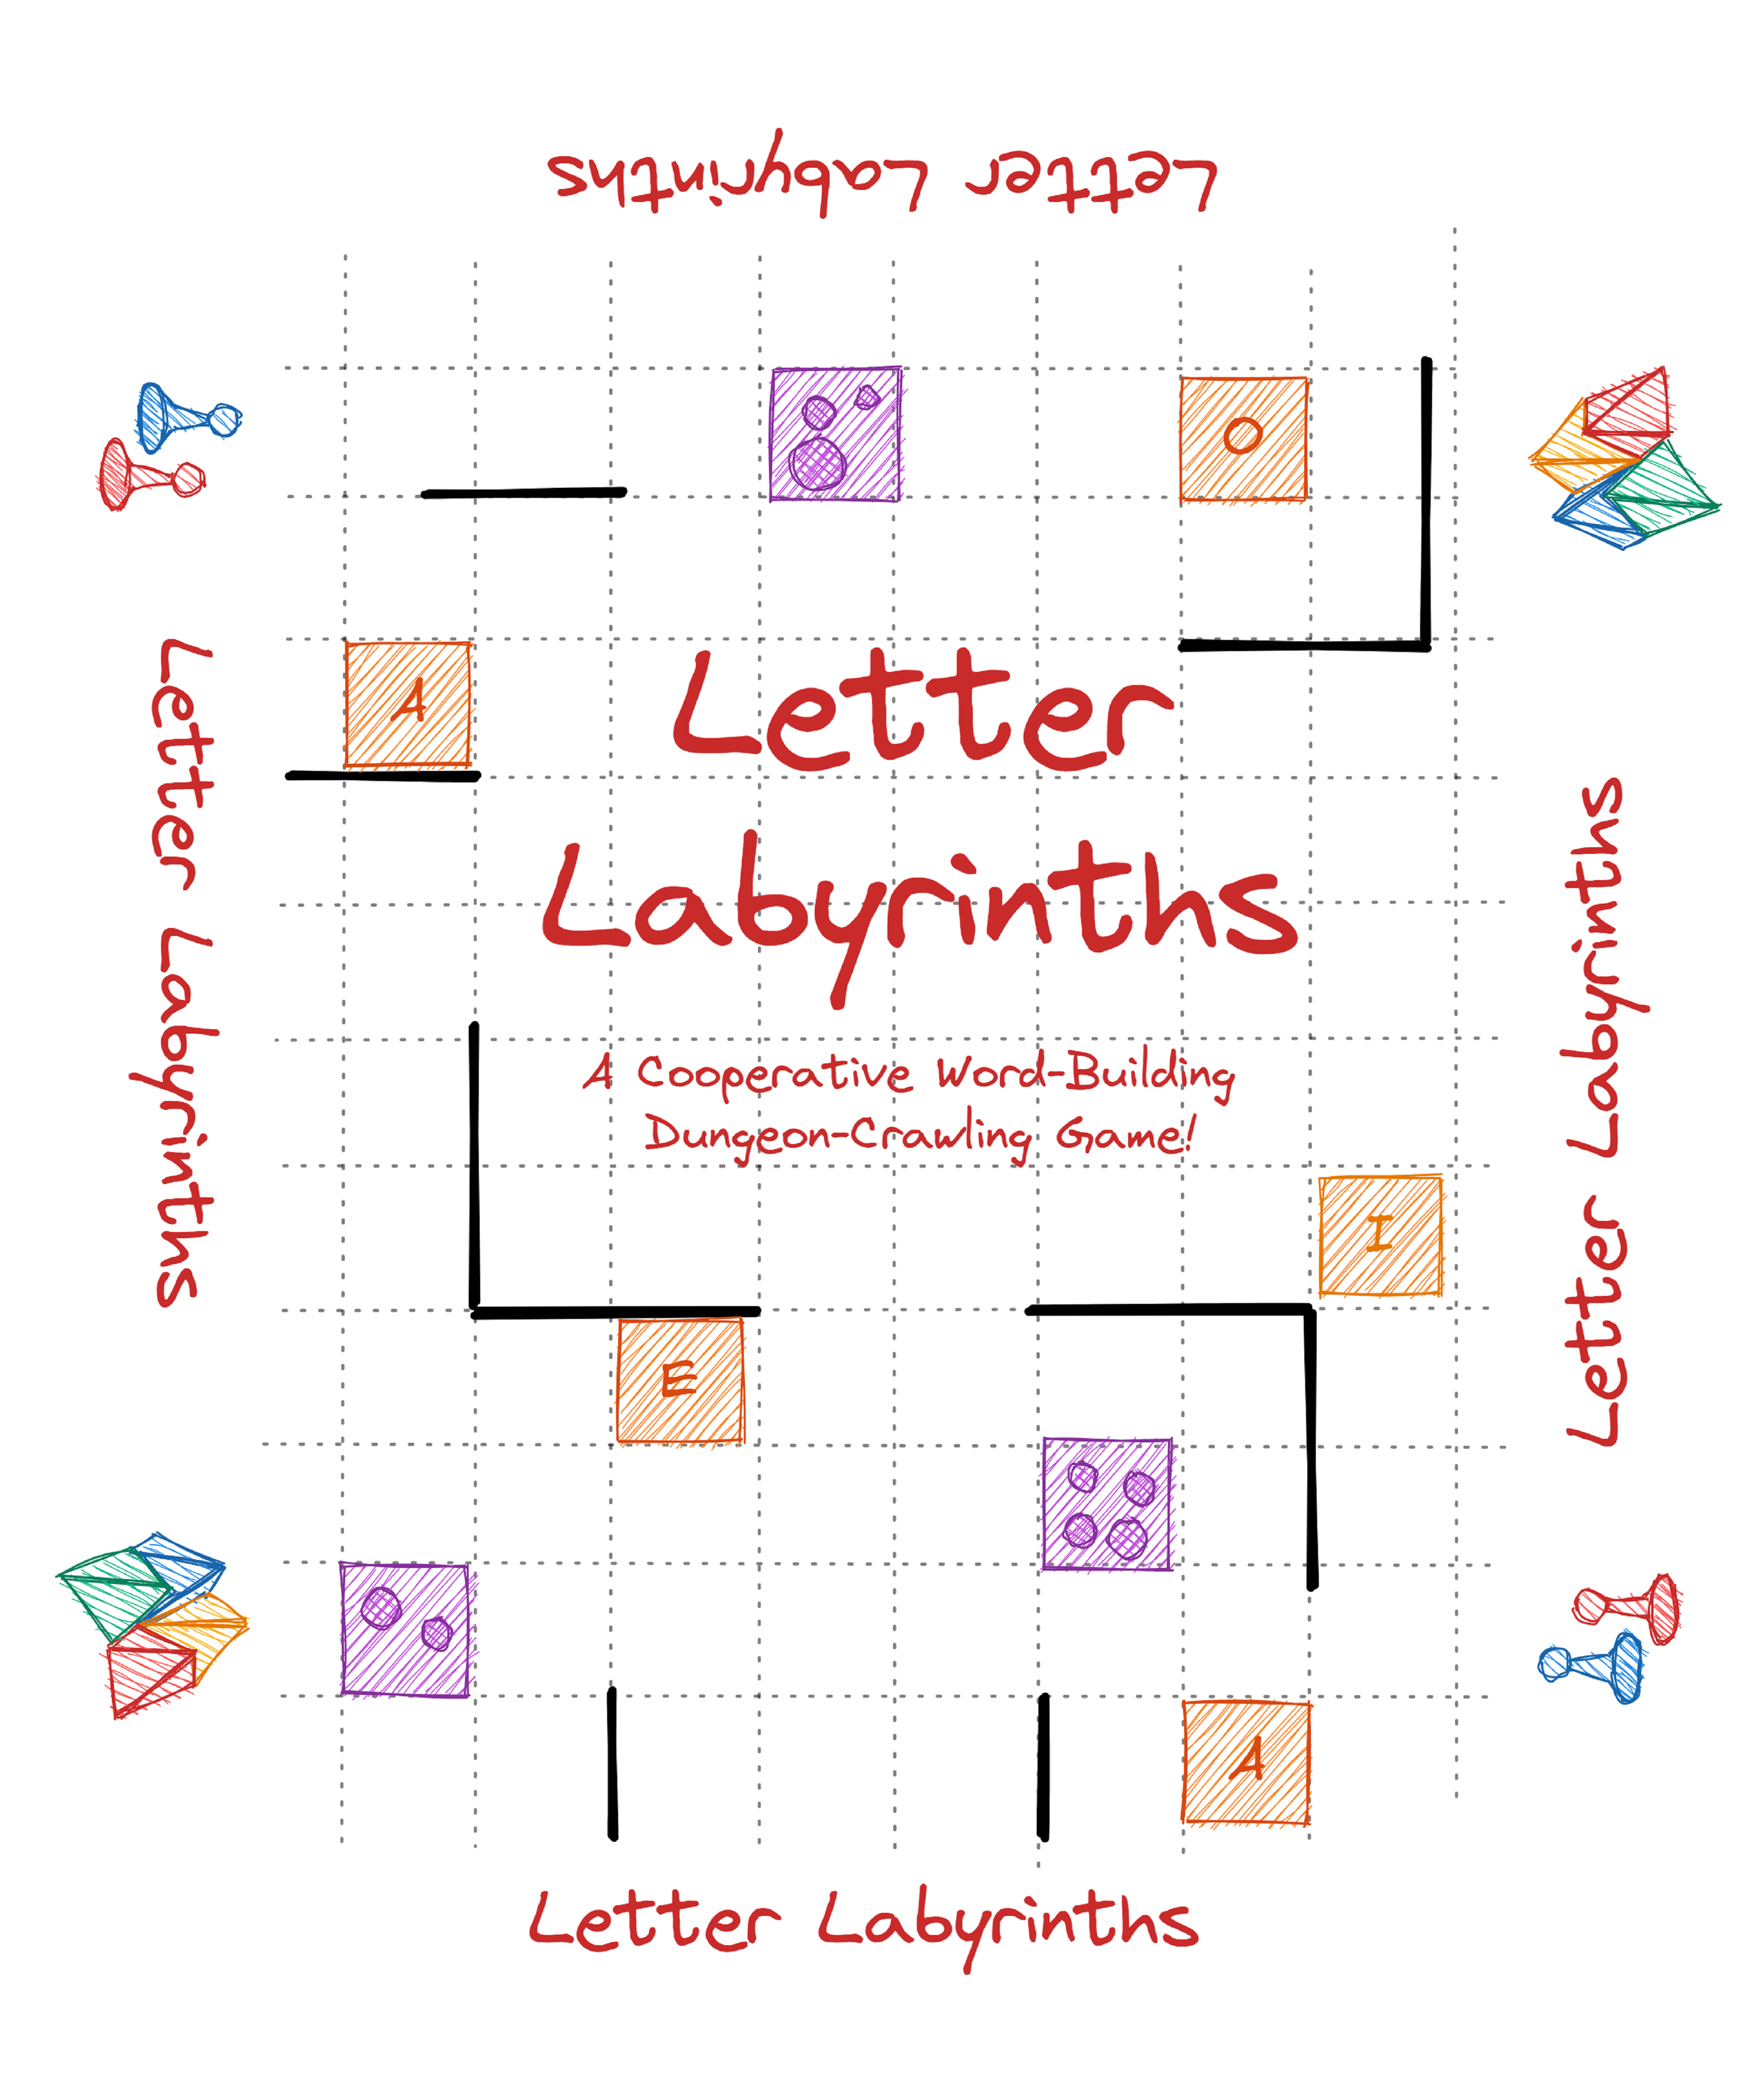 Letter Labyrinths
O
A
Letter
Labyrinths
Letter Labyrinths
Letter Labyrinths
A Cooperative Word-Building
Dungeon-Crawling Game!
I
E
A
Letter Labyrinths